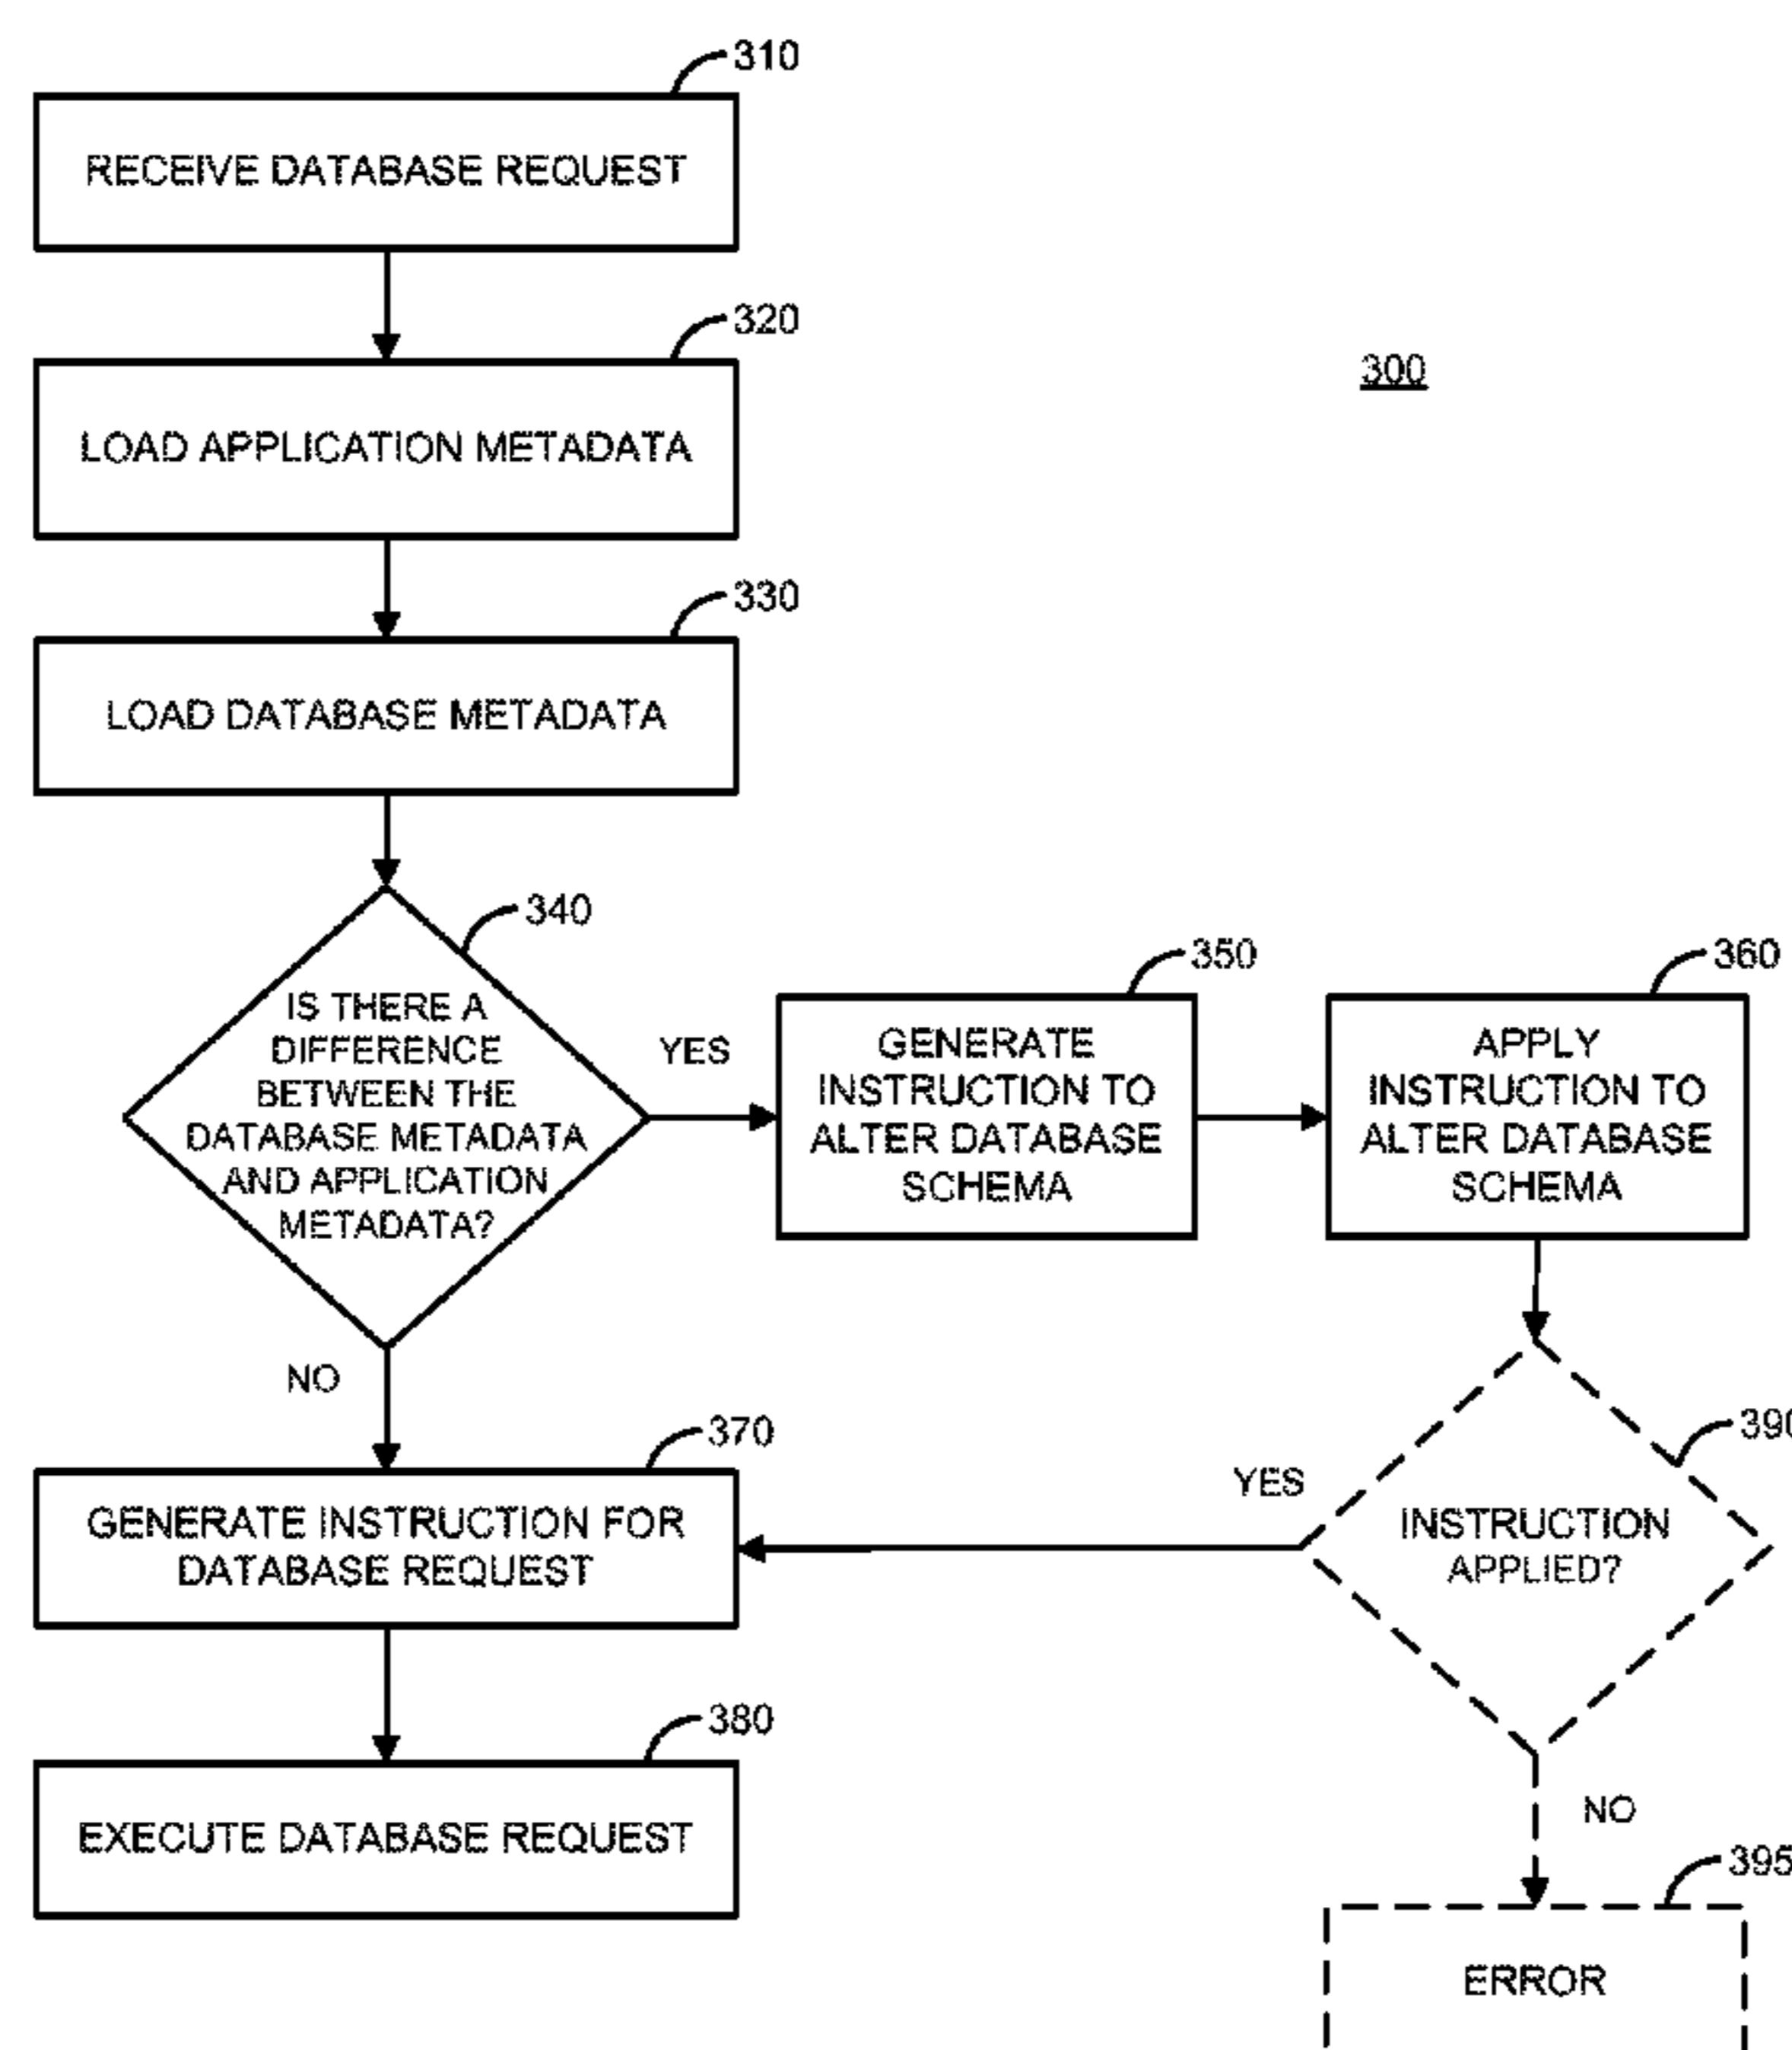 310
RECEIVE DATABASE REQUEST
320
LOAD APPLICATION METADATA
300
330
LOAD DATABASE METADATA
340
IS THERE A
DIFFERENCE
BETWEEN THE
DATABASE METADATA
AND APPLICATION
METADATA?
YES
350
GENERATE
INSTRUCTION TO
ALTER DATABASE
SCHEMA
360
APPLY
INSTRUCTION TO
ALTER DATABASE
SCHEMA
NO
370
GENERATE INSTRUCTION FOR
DATABASE REQUEST
YES
390
INSTRUCTION
APPLIED?
380
EXECUTE DATABASE REQUEST
NO
395
ERROR